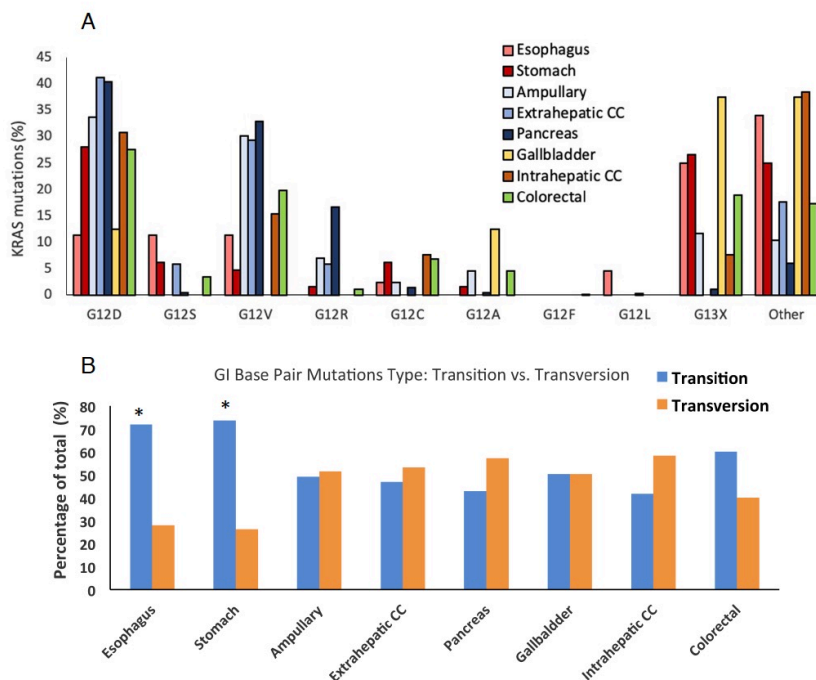 A
KRAS mutations (%)
45
40
35
30
25
20
15
10
5
0
Esophagus
Stomach
Ampullary
Extrahepatic CC
Pancreas
Gallbladder
Intrahepatic CC
Colorectal
G12D G12S G12V G12R G12C G12A G12F G12L G13X Other
B
GI Base Pair Mutations Type: Transition vs. Transversion
Transition
Transversion
Percentage of total (%)
80
70
60
50
40
30
20
10
0
* *
Esophagus
Stomach
Ampullary
Extrahepatic CC
Pancreas
Gallbaldder
Intrahepatic CC
Colorectal